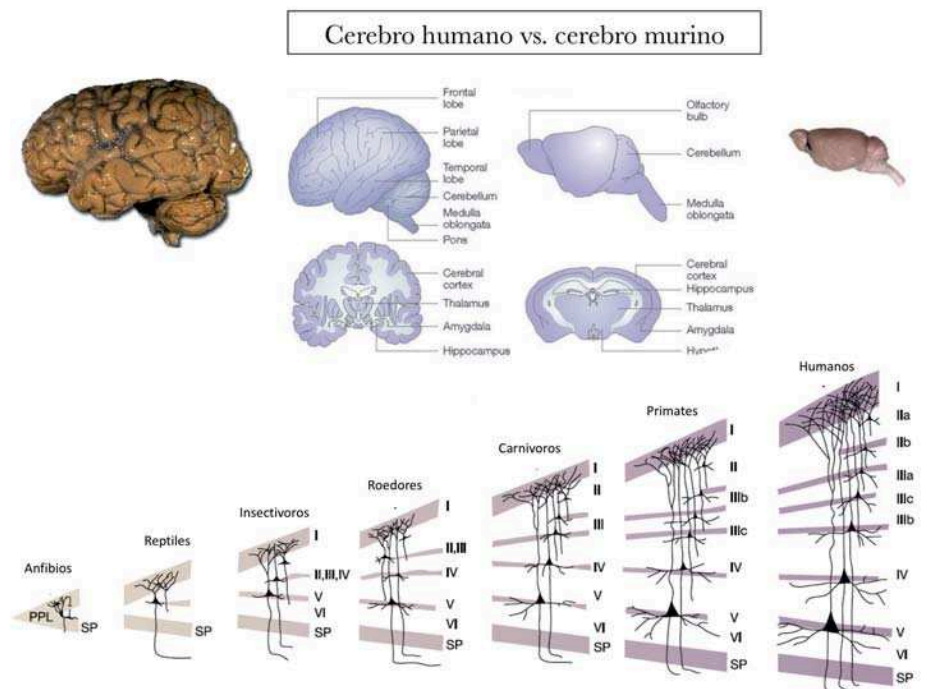 Cerebro humano vs. cerebro murino
Frontal
lobe
Parietal
lobe
Temporal
lobe
Cerebellum
Medulla
oblongata
Pons
Olfactory
bulb
Cerebellum
Medulla
oblongata
Cerebral
cortex
Thalamus
Amygdala
Hippocampus
Cerebral
cortex
Hippocampus
Thalamus
Amygdala
Anfibios
PPL
SP
Reptiles
SP
Insectivoros
I
II,III,IV
V
VI
SP
Roedores
I
II,III
IV
V
VI
SP
Carnivoros
I
II
III
IV
V
VI
SP
Primates
I
II
IIIb
IIIc
IV
V
VI
SP
Humanos
I
IIa
IIb
IIIa
IIIc
IIIb
IV
V
VI
SP